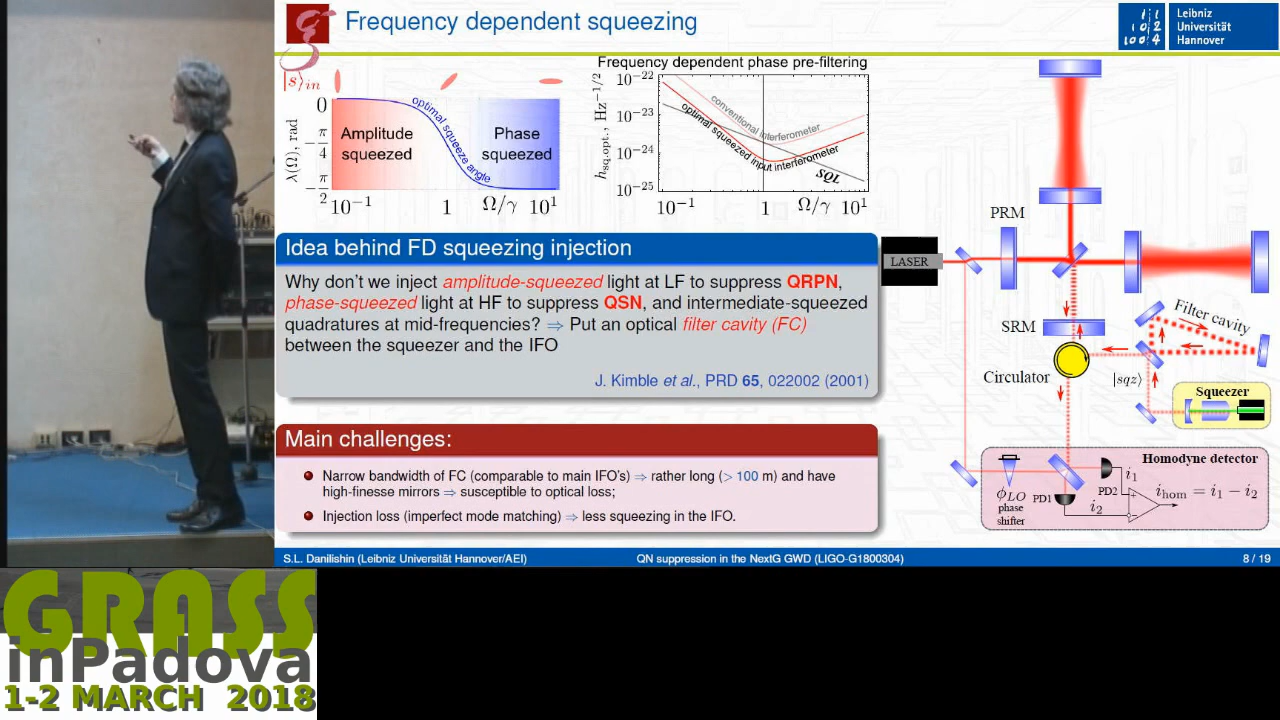 Frequency dependent squeezing
Leibniz
Universität
Hannover
|s⟩in
λ(Ω), rad
0
−π/4
−π/2
Amplitude
squeezed
optimal squeeze angle
Phase
squeezed
10⁻¹ 1 Ω/γ 10¹
Frequency dependent phase pre-filtering
h sq.opt., Hz⁻¹/²
10⁻²²
10⁻²³
10⁻²⁴
10⁻²⁵
conventional interferometer
optimal squeezed input interferometer
SQL
10⁻¹ 1 Ω/γ 10¹
Idea behind FD squeezing injection
Why don't we inject amplitude-squeezed light at LF to suppress QRPN,
phase-squeezed light at HF to suppress QSN, and intermediate-squeezed
quadratures at mid-frequencies? ⇒ Put an optical filter cavity (FC)
between the squeezer and the IFO
J. Kimble et al., PRD 65, 022002 (2001)
Main challenges:
Narrow bandwidth of FC (comparable to main IFO's) ⇒ rather long (> 100 m) and have
high-finesse mirrors ⇒ susceptible to optical loss;
Injection loss (imperfect mode matching) ⇒ less squeezing in the IFO.
LASER
PRM
SRM
Circulator
Filter cavity
|sqz⟩
Squeezer
Homodyne detector
ϕLO
phase
shifter
PD1
PD2
i₁
i₂
i hom = i₁ − i₂
S.L. Danilishin (Leibniz Universität Hannover/AEI)
QN suppression in the NextG GWD (LIGO-G1800304)
8 / 19
GRASS
inPadova
1-2 MARCH 2018